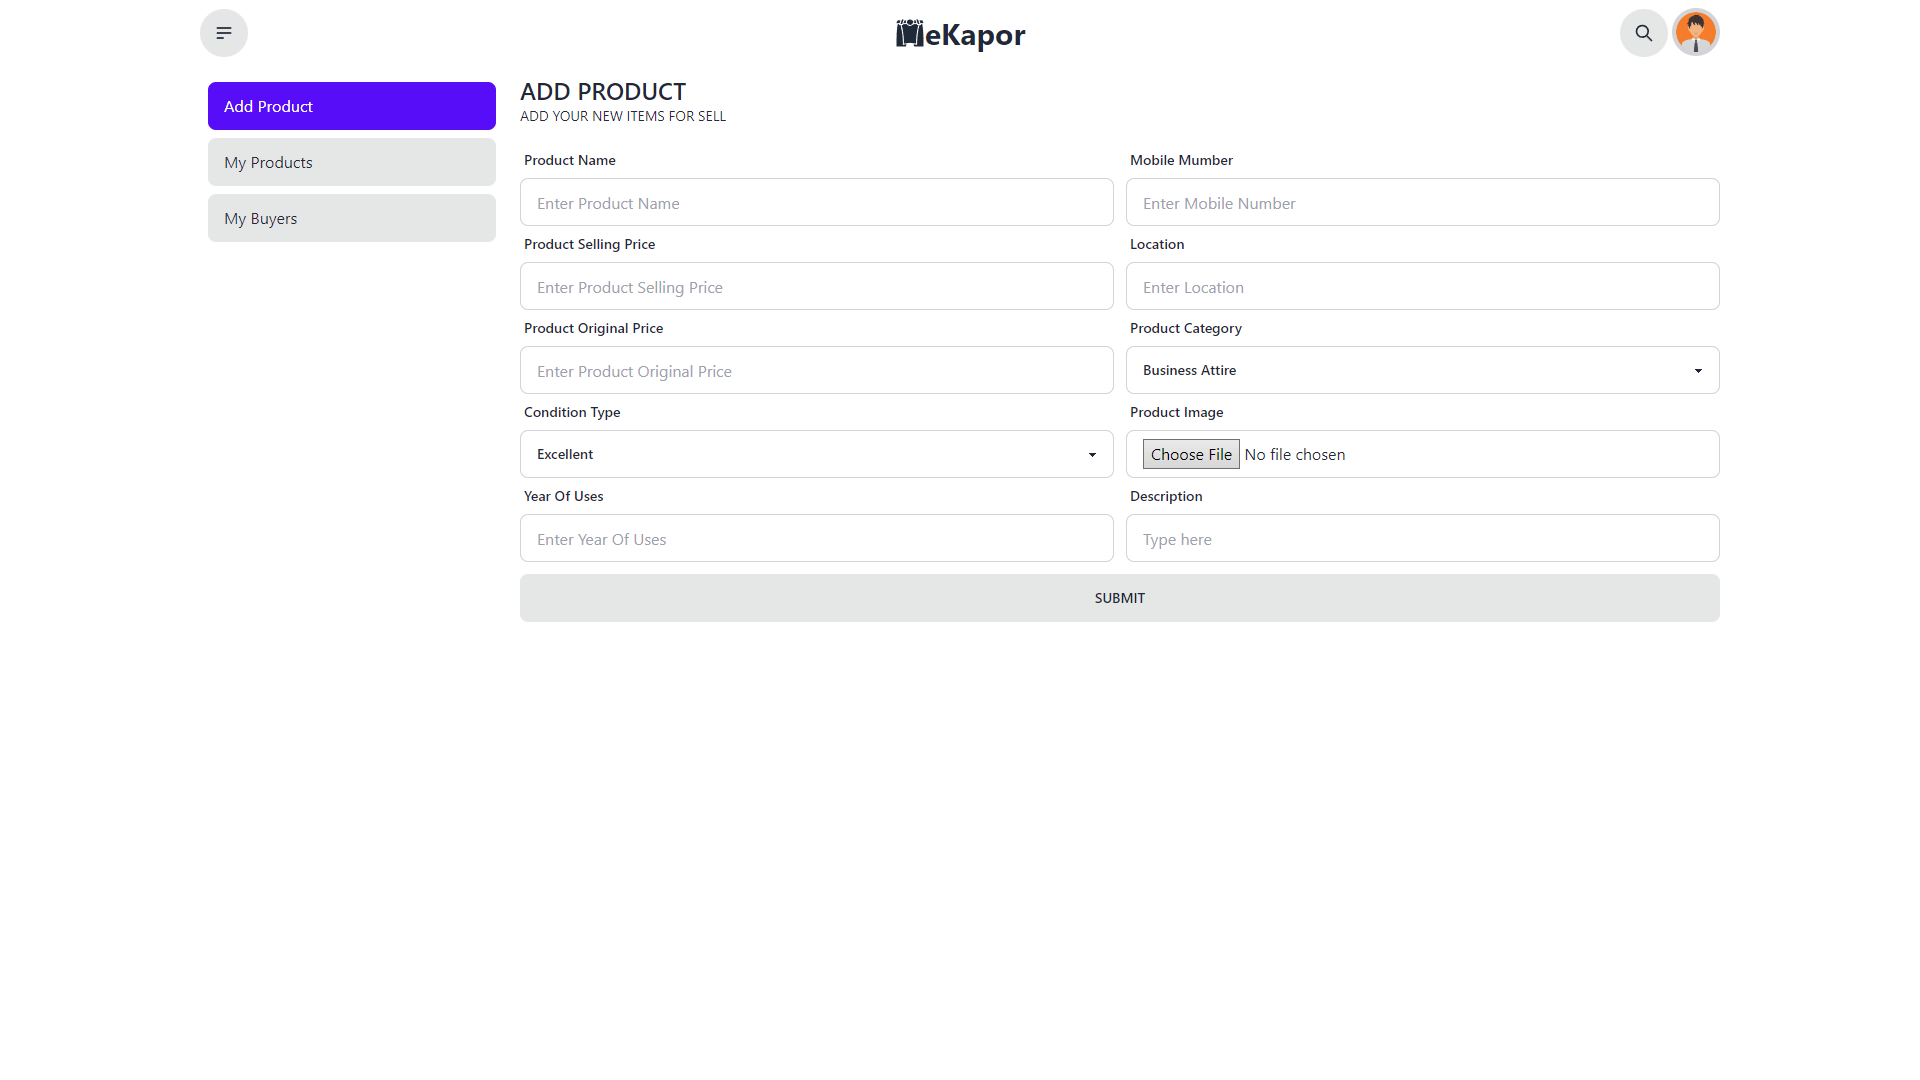 eKapor
Add Product
My Products
My Buyers
ADD PRODUCT
ADD YOUR NEW ITEMS FOR SELL
Product Name
Enter Product Name
Mobile Mumber
Enter Mobile Number
Product Selling Price
Enter Product Selling Price
Location
Enter Location
Product Original Price
Enter Product Original Price
Product Category
Business Attire
Condition Type
Excellent
Product Image
Choose File No file chosen
Year Of Uses
Enter Year Of Uses
Description
Type here
SUBMIT